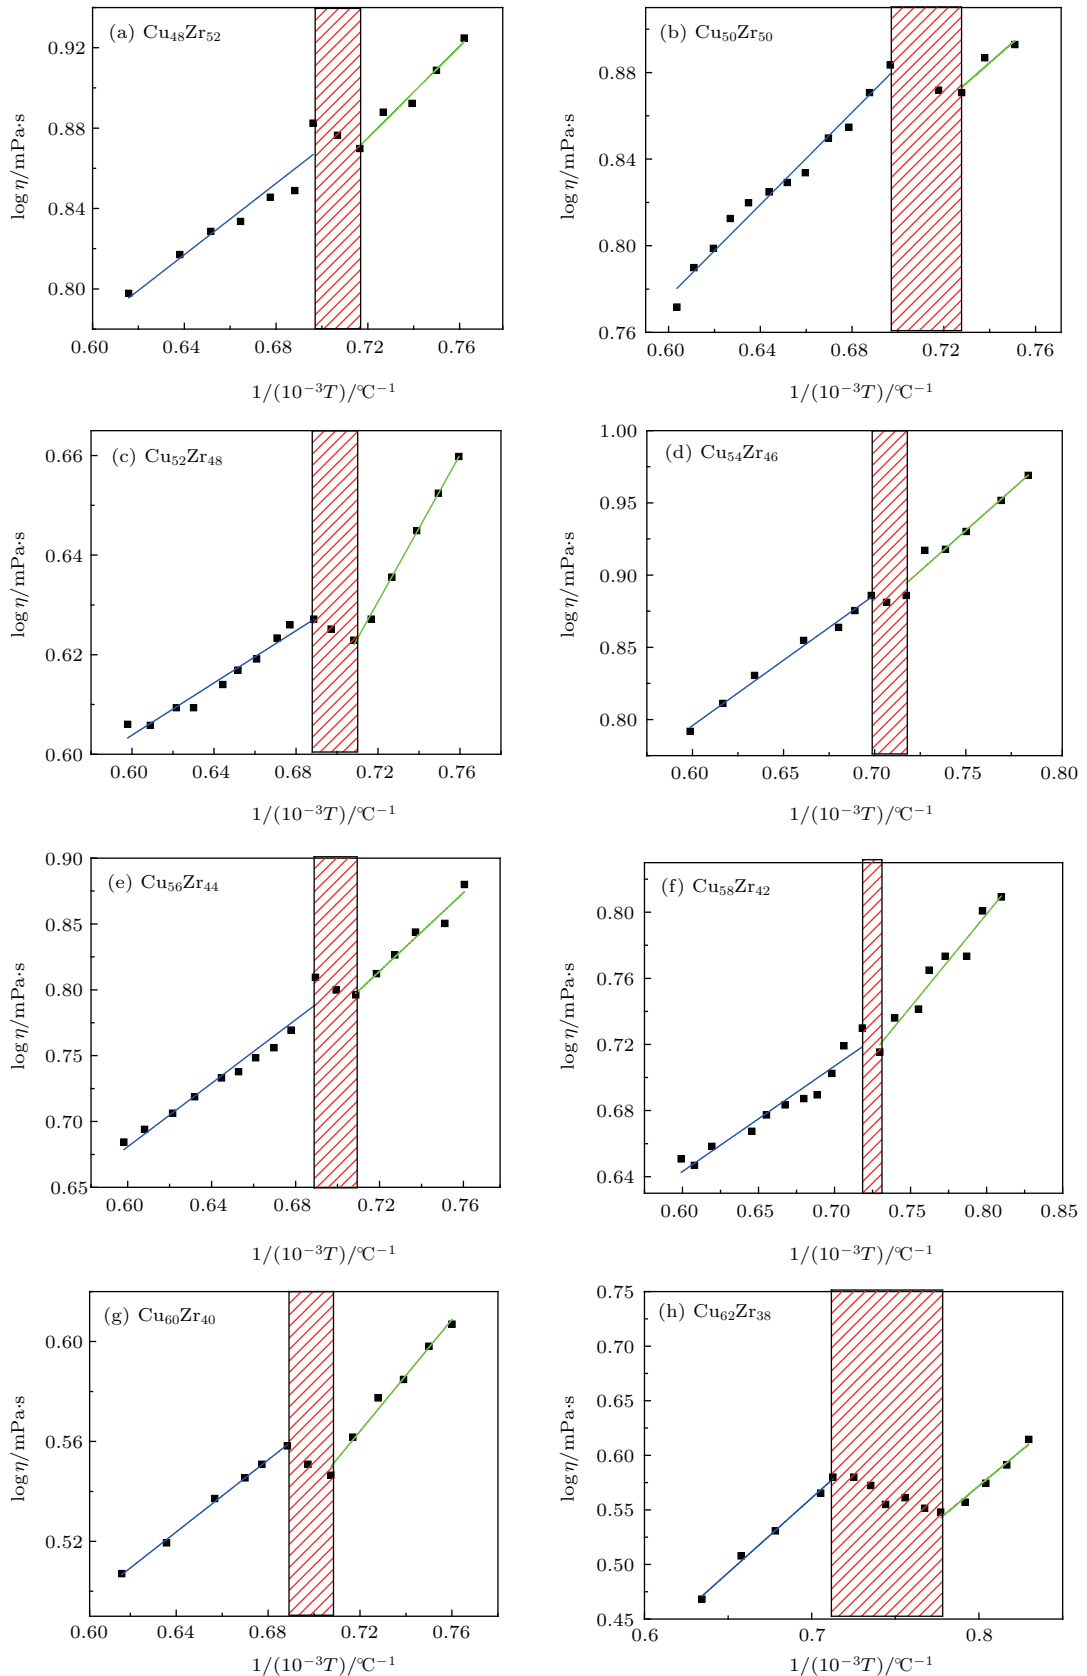 (a) Cu₄₈Zr₅₂
0.92
0.88
0.84
0.80
log η/mPa·s
0.60 0.64 0.68 0.72 0.76
1/(10⁻³T)/°C⁻¹
(b) Cu₅₀Zr₅₀
0.88
0.84
0.80
0.76
log η/mPa·s
0.60 0.64 0.68 0.72 0.76
1/(10⁻³T)/°C⁻¹
(c) Cu₅₂Zr₄₈
0.66
0.64
0.62
0.60
log η/mPa·s
0.60 0.64 0.68 0.72 0.76
1/(10⁻³T)/°C⁻¹
(d) Cu₅₄Zr₄₆
1.00
0.95
0.90
0.85
0.80
log η/mPa·s
0.60 0.65 0.70 0.75 0.80
1/(10⁻³T)/°C⁻¹
(e) Cu₅₆Zr₄₄
0.90
0.85
0.80
0.75
0.70
0.65
log η/mPa·s
0.60 0.64 0.68 0.72 0.76
1/(10⁻³T)/°C⁻¹
(f) Cu₅₈Zr₄₂
0.80
0.76
0.72
0.68
0.64
log η/mPa·s
0.60 0.65 0.70 0.75 0.80 0.85
1/(10⁻³T)/°C⁻¹
(g) Cu₆₀Zr₄₀
0.60
0.56
0.52
log η/mPa·s
0.60 0.64 0.68 0.72 0.76
1/(10⁻³T)/°C⁻¹
(h) Cu₆₂Zr₃₈
0.75
0.70
0.65
0.60
0.55
0.50
0.45
log η/mPa·s
0.6 0.7 0.8
1/(10⁻³T)/°C⁻¹